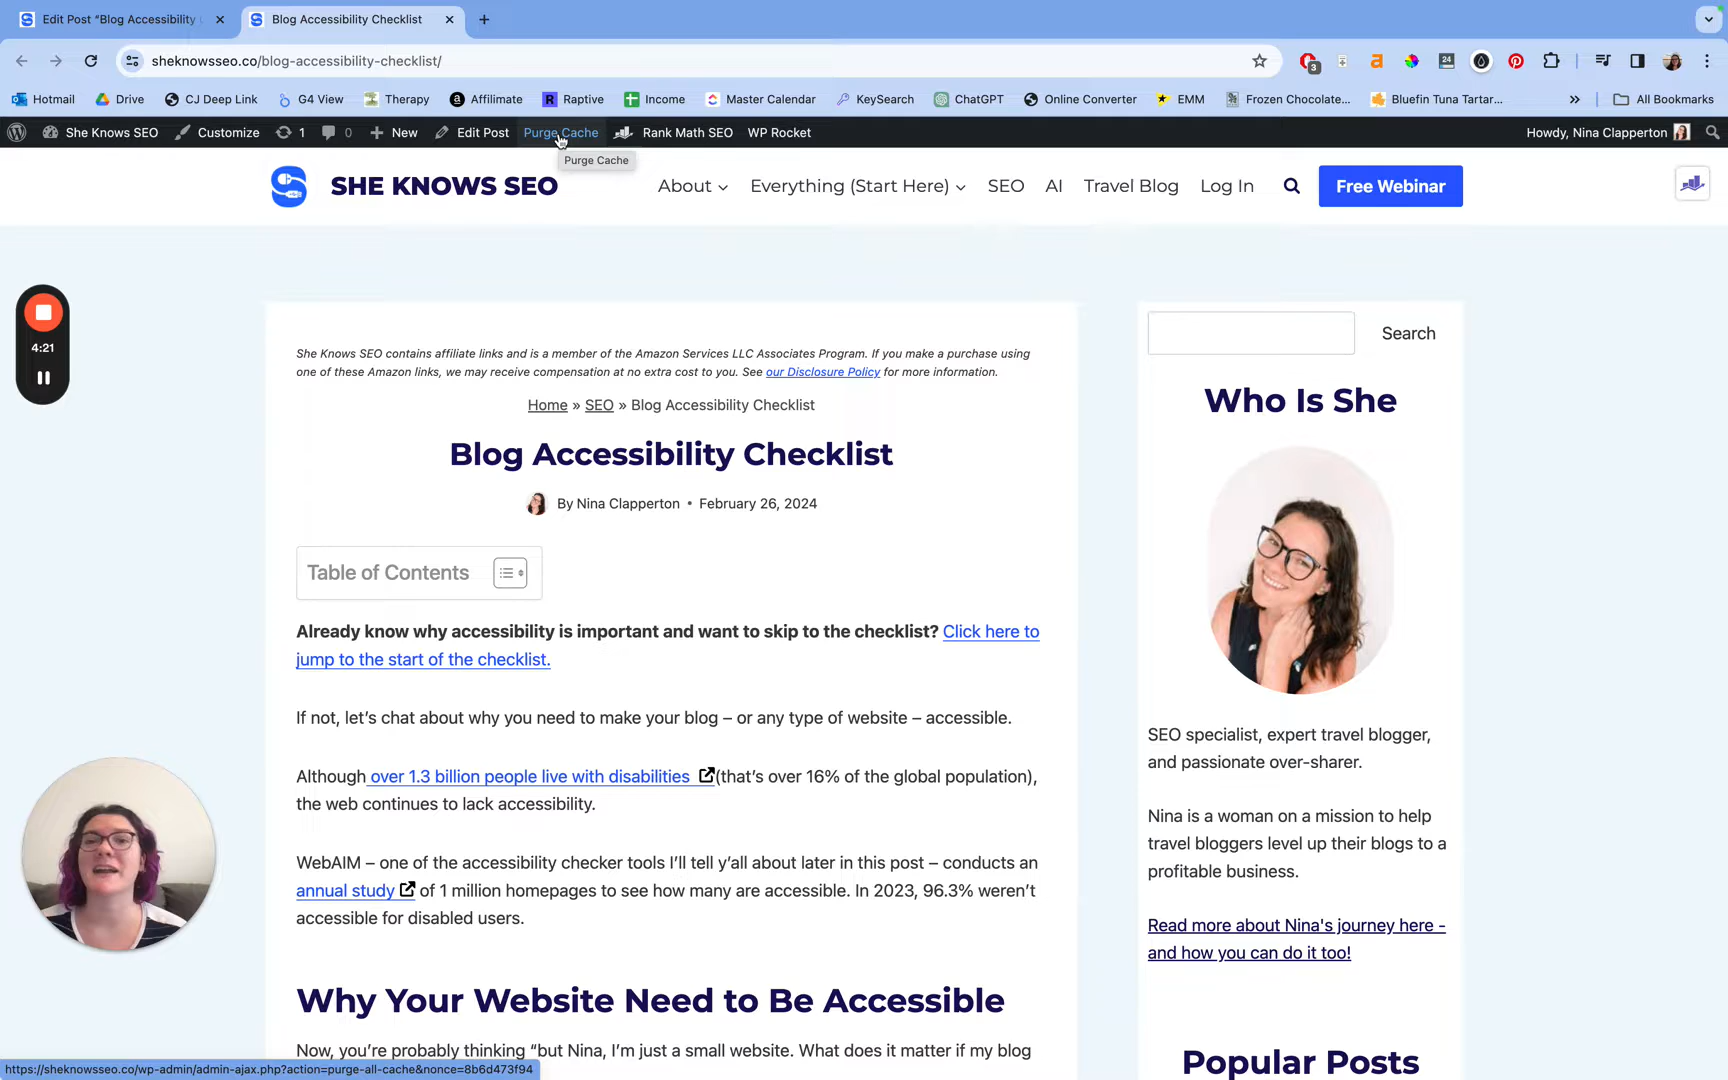 Edit Post "Blog Accessibility
Blog Accessibility Checklist
sheknowsseo.co/blog-accessibility-checklist/
3
24
Hotmail
Drive
CJ Deep Link
G4 View
Therapy
Affilimate
Raptive
Income
Master Calendar
KeySearch
ChatGPT
Online Converter
EMM
Frozen Chocolate...
Bluefin Tuna Tartar...
All Bookmarks
She Knows SEO
Customize
1
0
New
Edit Post
Purge Cache
Rank Math SEO
WP Rocket
Howdy, Nina Clapperton
Purge Cache
SHE KNOWS SEO
About
Everything (Start Here)
SEO
AI
Travel Blog
Log In
Free Webinar
4:21
She Knows SEO contains affiliate links and is a member of the Amazon Services LLC Associates Program. If you make a purchase using
one of these Amazon links, we may receive compensation at no extra cost to you. See our Disclosure Policy for more information.
Home » SEO » Blog Accessibility Checklist
Blog Accessibility Checklist
By Nina Clapperton • February 26, 2024
Table of Contents
Already know why accessibility is important and want to skip to the checklist? Click here to
jump to the start of the checklist.
If not, let's chat about why you need to make your blog – or any type of website – accessible.
Although over 1.3 billion people live with disabilities (that's over 16% of the global population),
the web continues to lack accessibility.
WebAIM – one of the accessibility checker tools I'll tell y'all about later in this post – conducts an
annual study of 1 million homepages to see how many are accessible. In 2023, 96.3% weren't
accessible for disabled users.
Why Your Website Need to Be Accessible
Now, you're probably thinking "but Nina, I'm just a small website. What does it matter if my blog
Search
Who Is She
SEO specialist, expert travel blogger,
and passionate over-sharer.
Nina is a woman on a mission to help
travel bloggers level up their blogs to a
profitable business.
Read more about Nina's journey here -
and how you can do it too!
Popular Posts
https://sheknowsseo.co/wp-admin/admin-ajax.php?action=purge-all-cache&nonce=8b6d473f94